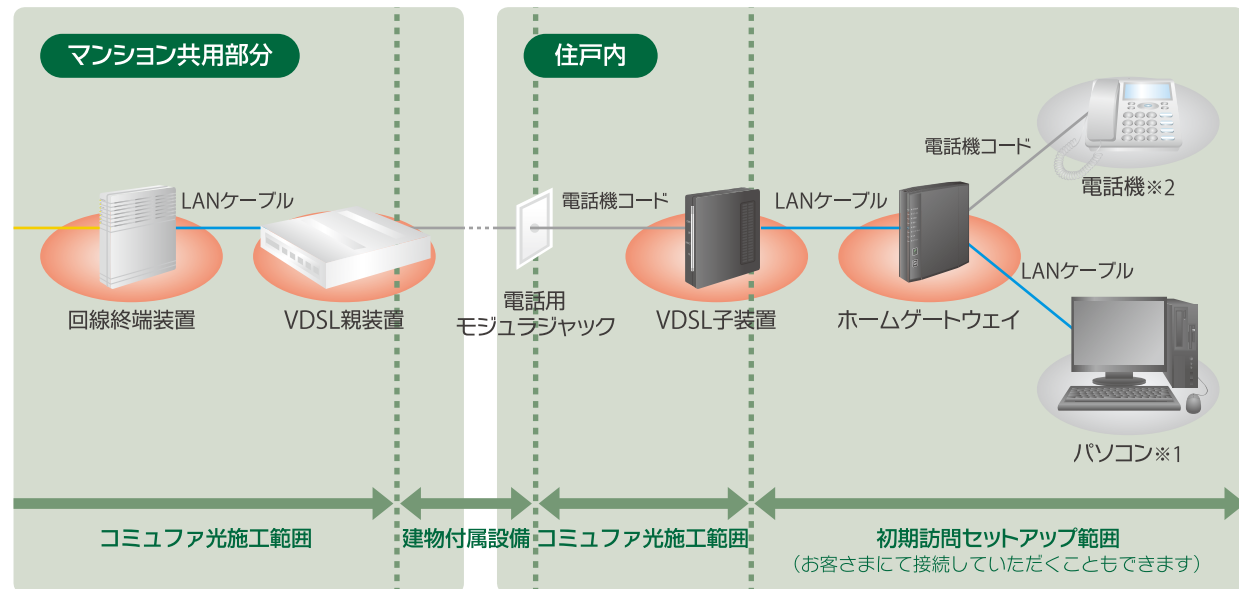 マンション共用部分
住戸内
電話機コード
電話機※2
LANケーブル
電話機コード
LANケーブル
LANケーブル
回線終端装置
VDSL親装置
電話用
モジュラジャック
VDSL子装置
ホームゲートウェイ
パソコン※1
コミュファ光施工範囲
建物付属設備
コミュファ光施工範囲
初期訪問セットアップ範囲
（お客さまにて接続していただくこともできます）